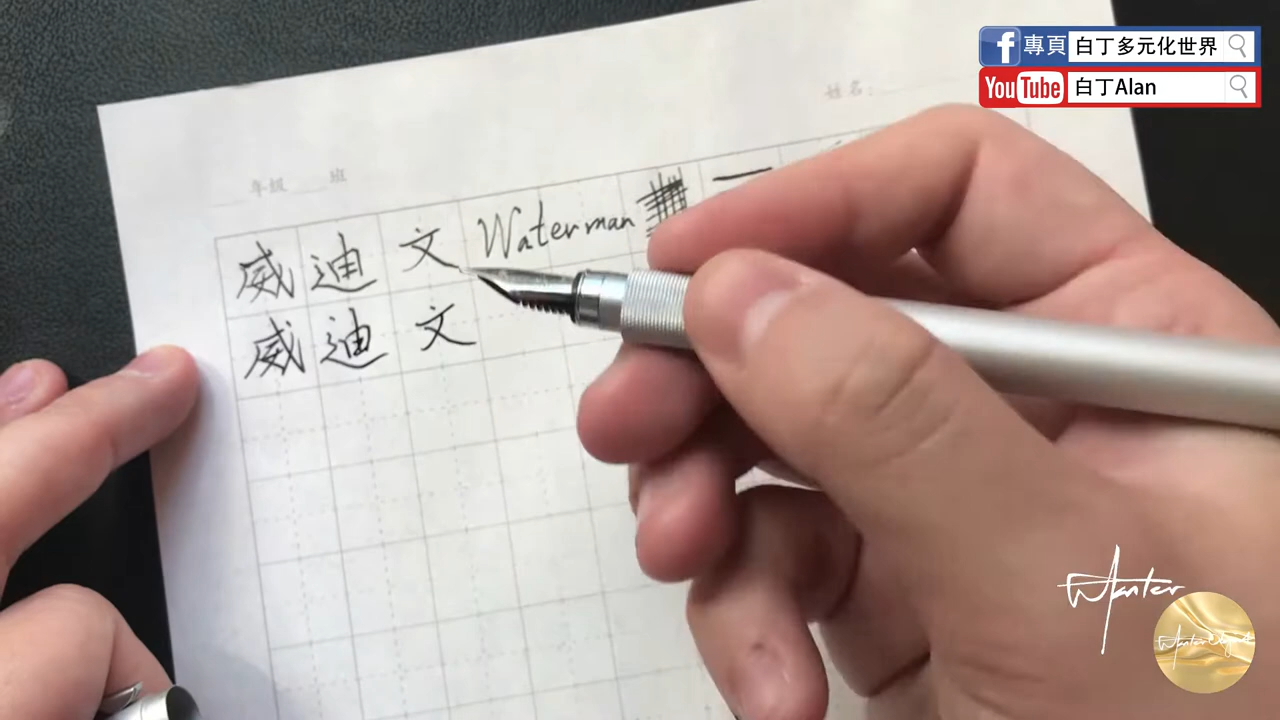 專頁 白丁多元化世界
YouTube 白丁Alan
姓名:
年級 班
威迪文 Waterman
威迪文